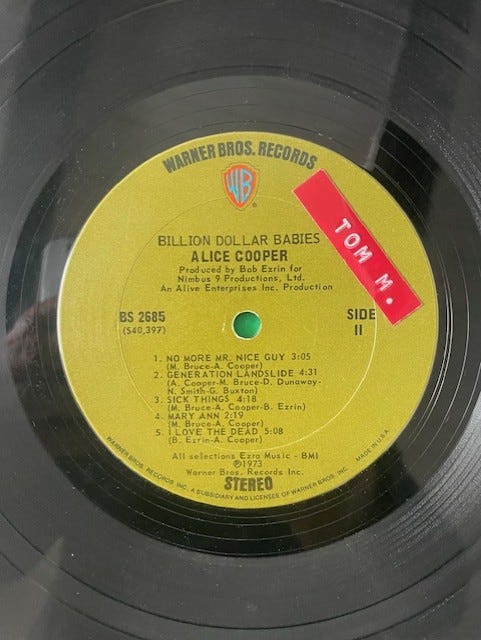 WARNER BROS. RECORDS
WB
®
BILLION DOLLAR BABIES
ALICE COOPER
Produced by Bob Ezrin for
Nimbus 9 Productions, Ltd.
An Alive Enterprises Inc. Production
TOM M.
BS 2685
(S40,397)
SIDE
II
1. NO MORE MR. NICE GUY 3:05
(M. Bruce-A. Cooper)
2. GENERATION LANDSLIDE 4:31
(A. Cooper-M. Bruce-D. Dunaway-
N. Smith-G. Buxton)
3. SICK THINGS 4:18
(M. Bruce-A. Cooper-B. Ezrin)
4. MARY ANN 2:19
(M. Bruce-A. Cooper)
5. I LOVE THE DEAD 5:08
(B. Ezrin-A. Cooper)
All selections Ezra Music - BMI
℗1973
Warner Bros. Records Inc.
STEREO
WARNER BROS. RECORDS INC. A SUBSIDIARY AND LICENSEE OF WARNER BROS. INC.
MADE IN U.S.A.